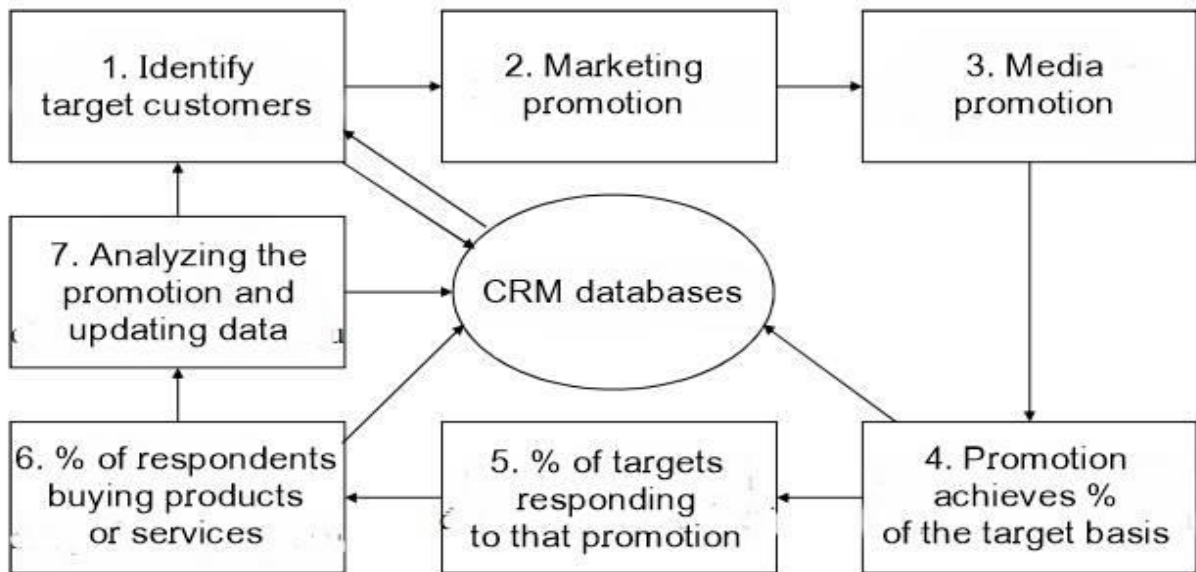 1. Identify
target customers
2. Marketing
promotion
3. Media
promotion
7. Analyzing the
promotion and
updating data
CRM databases
6. % of respondents
buying products
or services
5. % of targets
responding
to that promotion
4. Promotion
achieves %
of the target basis